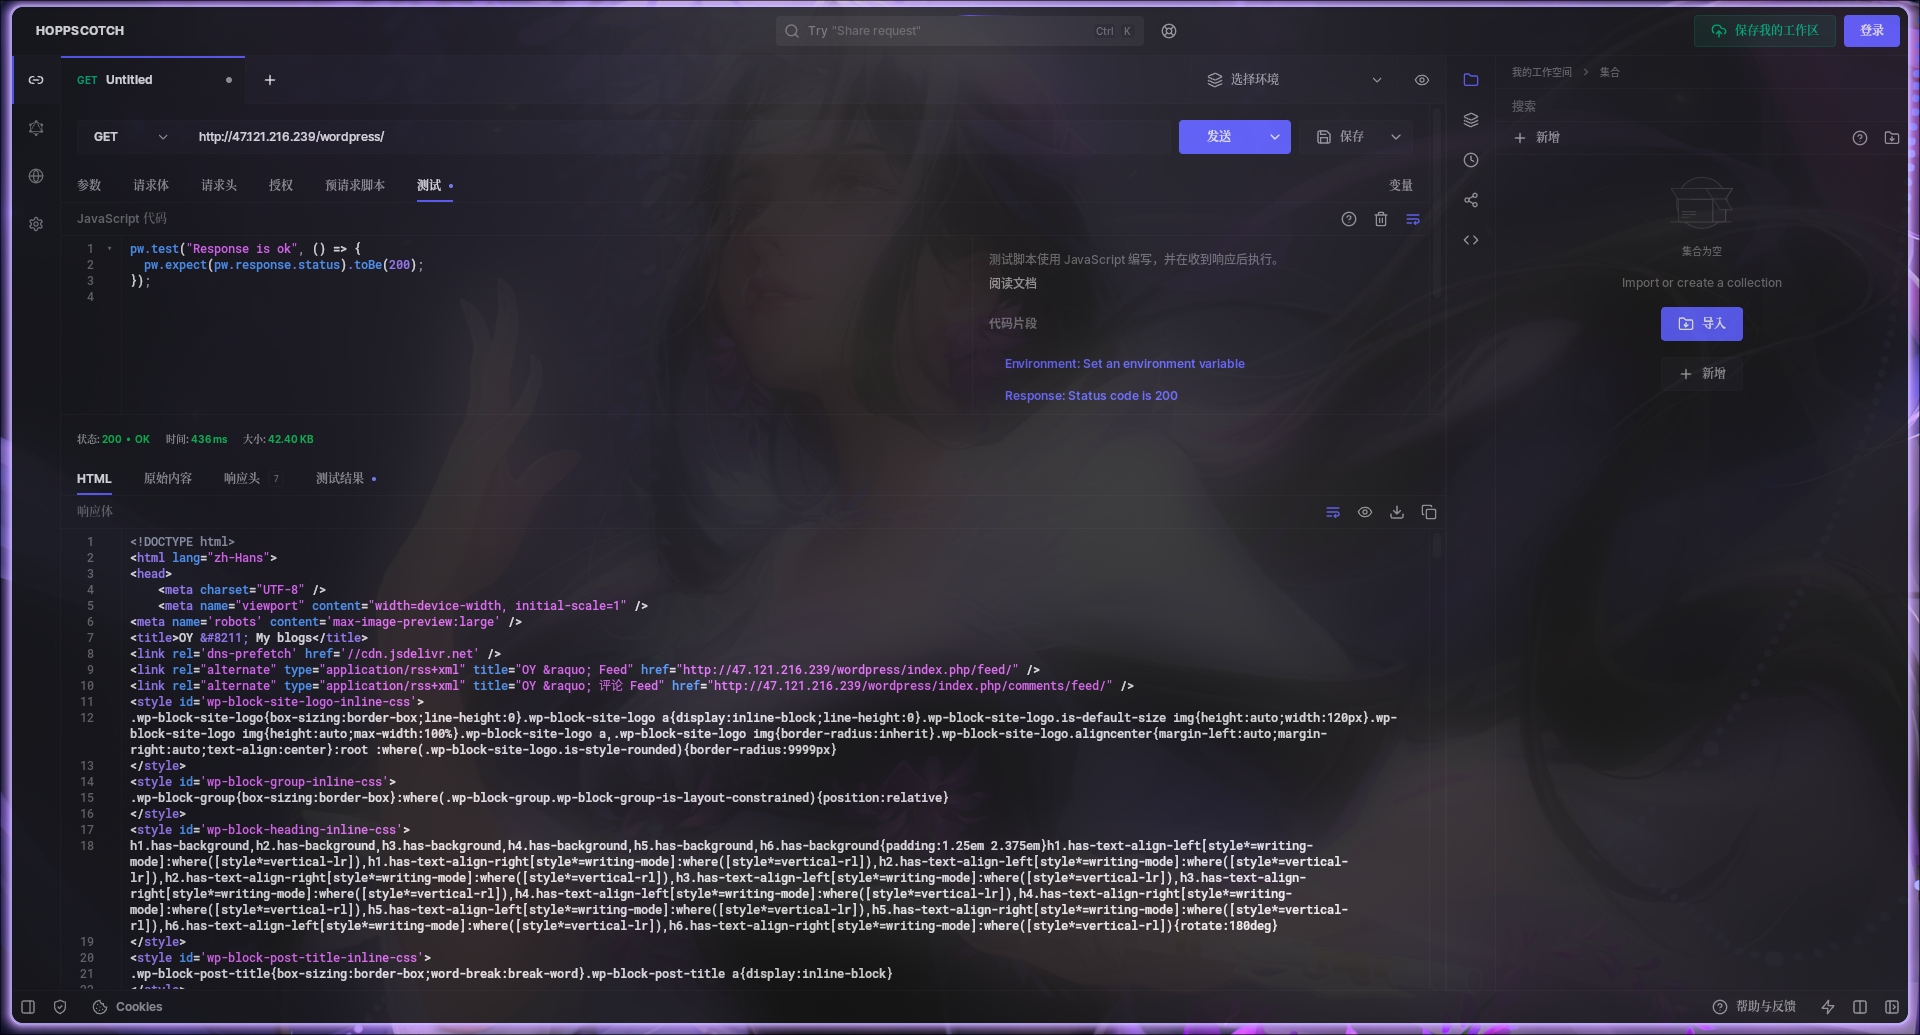 HOPPSCOTCH
Try "Share request"
Ctrl K
保存我的工作区
登录
GET Untitled
选择环境
我的工作空间 集合
搜索
新增
GET
http://47.121.216.239/wordpress/
发送
保存
参数 请求体 请求头 授权 预请求脚本 测试
变量
JavaScript 代码
1 pw.test("Response is ok", () => {
2 pw.expect(pw.response.status).toBe(200);
3 });
4
测试脚本使用 JavaScript 编写，并在收到响应后执行。
阅读文档
代码片段
Environment: Set an environment variable
Response: Status code is 200
集合为空
Import or create a collection
导入
新增
状态: 200 • OK 时间: 436 ms 大小: 42.40 KB
HTML 原始内容 响应头 7 测试结果
响应体
1 <!DOCTYPE html>
2 <html lang="zh-Hans">
3 <head>
4 <meta charset="UTF-8" />
5 <meta name="viewport" content="width=device-width, initial-scale=1" />
6 <meta name='robots' content='max-image-preview:large' />
7 <title>OY &#8211; My blogs</title>
8 <link rel='dns-prefetch' href='//cdn.jsdelivr.net' />
9 <link rel="alternate" type="application/rss+xml" title="OY &raquo; Feed" href="http://47.121.216.239/wordpress/index.php/feed/" />
10 <link rel="alternate" type="application/rss+xml" title="OY &raquo; 评论 Feed" href="http://47.121.216.239/wordpress/index.php/comments/feed/" />
11 <style id='wp-block-site-logo-inline-css'>
12 .wp-block-site-logo{box-sizing:border-box;line-height:0}.wp-block-site-logo a{display:inline-block;line-height:0}.wp-block-site-logo.is-default-size img{height:auto;width:120px}.wp-
block-site-logo img{height:auto;max-width:100%}.wp-block-site-logo a,.wp-block-site-logo img{border-radius:inherit}.wp-block-site-logo.aligncenter{margin-left:auto;margin-
right:auto;text-align:center}:root :where(.wp-block-site-logo.is-style-rounded){border-radius:9999px}
13 </style>
14 <style id='wp-block-group-inline-css'>
15 .wp-block-group{box-sizing:border-box}:where(.wp-block-group.wp-block-group-is-layout-constrained){position:relative}
16 </style>
17 <style id='wp-block-heading-inline-css'>
18 h1.has-background,h2.has-background,h3.has-background,h4.has-background,h5.has-background,h6.has-background{padding:1.25em 2.375em}h1.has-text-align-left[style*=writing-
mode]:where([style*=vertical-lr]),h1.has-text-align-right[style*=writing-mode]:where([style*=vertical-rl]),h2.has-text-align-left[style*=writing-mode]:where([style*=vertical-
lr]),h2.has-text-align-right[style*=writing-mode]:where([style*=vertical-rl]),h3.has-text-align-left[style*=writing-mode]:where([style*=vertical-lr]),h3.has-text-align-
right[style*=writing-mode]:where([style*=vertical-rl]),h4.has-text-align-left[style*=writing-mode]:where([style*=vertical-lr]),h4.has-text-align-right[style*=writing-
mode]:where([style*=vertical-rl]),h5.has-text-align-left[style*=writing-mode]:where([style*=vertical-lr]),h5.has-text-align-right[style*=writing-mode]:where([style*=vertical-
rl]),h6.has-text-align-left[style*=writing-mode]:where([style*=vertical-lr]),h6.has-text-align-right[style*=writing-mode]:where([style*=vertical-rl]){rotate:180deg}
19 </style>
20 <style id='wp-block-post-title-inline-css'>
21 .wp-block-post-title{box-sizing:border-box;word-break:break-word}.wp-block-post-title a{display:inline-block}
22 </style>
Cookies
帮助与反馈